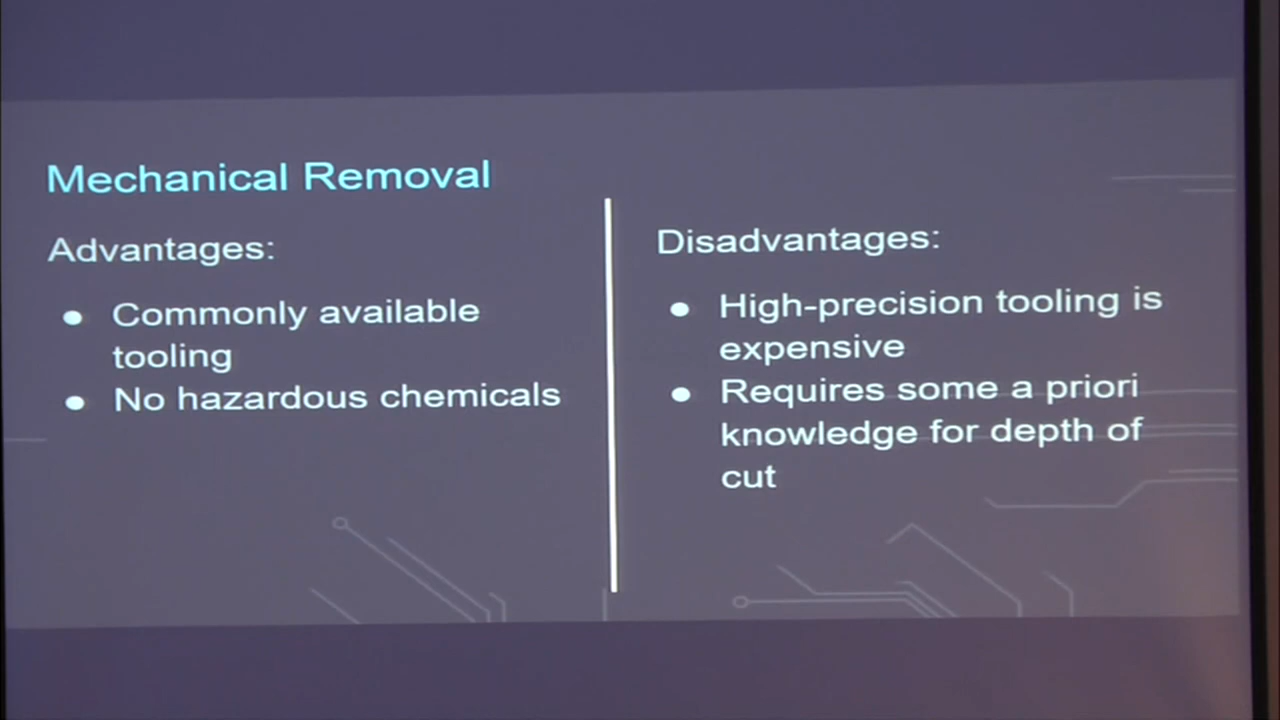 Mechanical Removal
Advantages:
● Commonly available
tooling
● No hazardous chemicals
Disadvantages:
● High-precision tooling is
expensive
● Requires some a priori
knowledge for depth of
cut